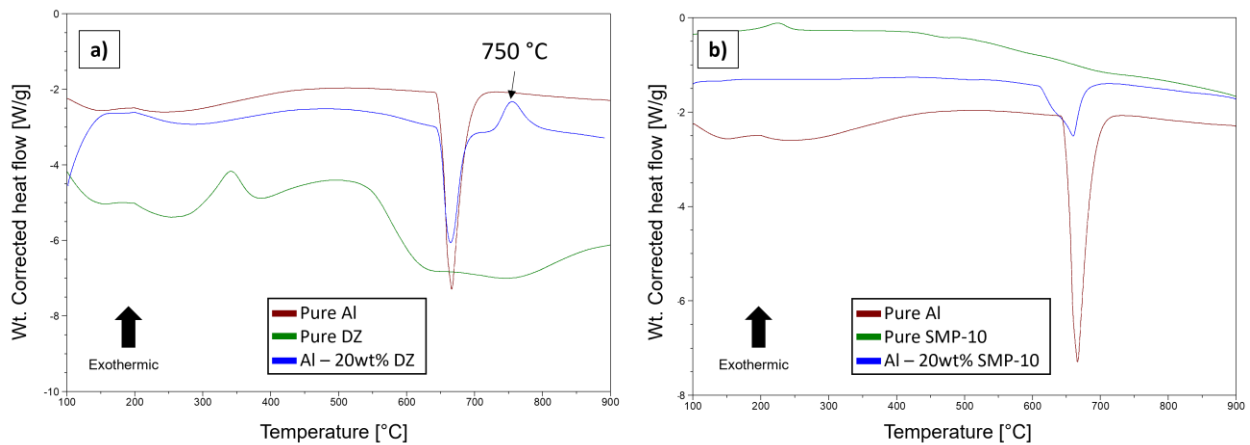 a)
750 °C
Wt. Corrected heat flow [W/g]
0
-2
-4
-6
-8
-10
Exothermic
Pure Al
Pure DZ
Al – 20wt% DZ
100 200 300 400 500 600 700 800 900
Temperature [°C]
b)
Wt. Corrected heat flow [W/g]
0
-2
-4
-6
-8
Exothermic
Pure Al
Pure SMP-10
Al – 20wt% SMP-10
100 200 300 400 500 600 700 800 900
Temperature [°C]